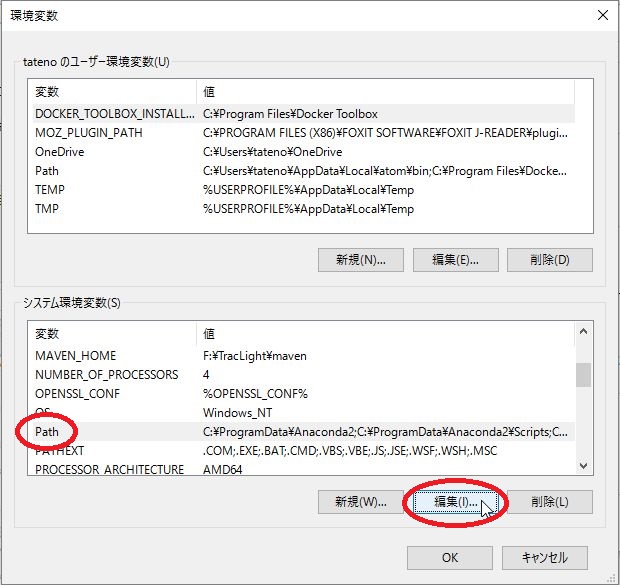 環境変数
tateno のユーザー環境変数(U)
変数 値
DOCKER_TOOLBOX_INSTALL... C:¥Program Files¥Docker Toolbox
MOZ_PLUGIN_PATH C:¥PROGRAM FILES (X86)¥FOXIT SOFTWARE¥FOXIT J-READER¥plugi...
OneDrive C:¥Users¥tateno¥OneDrive
Path C:¥Users¥tateno¥AppData¥Local¥atom¥bin;C:¥Program Files¥Docke...
TEMP %USERPROFILE%¥AppData¥Local¥Temp
TMP %USERPROFILE%¥AppData¥Local¥Temp
新規(N)... 編集(E)... 削除(D)
システム環境変数(S)
変数 値
MAVEN_HOME F:¥TracLight¥maven
NUMBER_OF_PROCESSORS 4
OPENSSL_CONF %OPENSSL_CONF%
OS Windows_NT
Path C:¥ProgramData¥Anaconda2;C:¥ProgramData¥Anaconda2¥Scripts;C...
PATHEXT .COM;.EXE;.BAT;.CMD;.VBS;.VBE;.JS;.JSE;.WSF;.WSH;.MSC
PROCESSOR_ARCHITECTURE AMD64
新規(W)... 編集(I)... 削除(L)
OK キャンセル